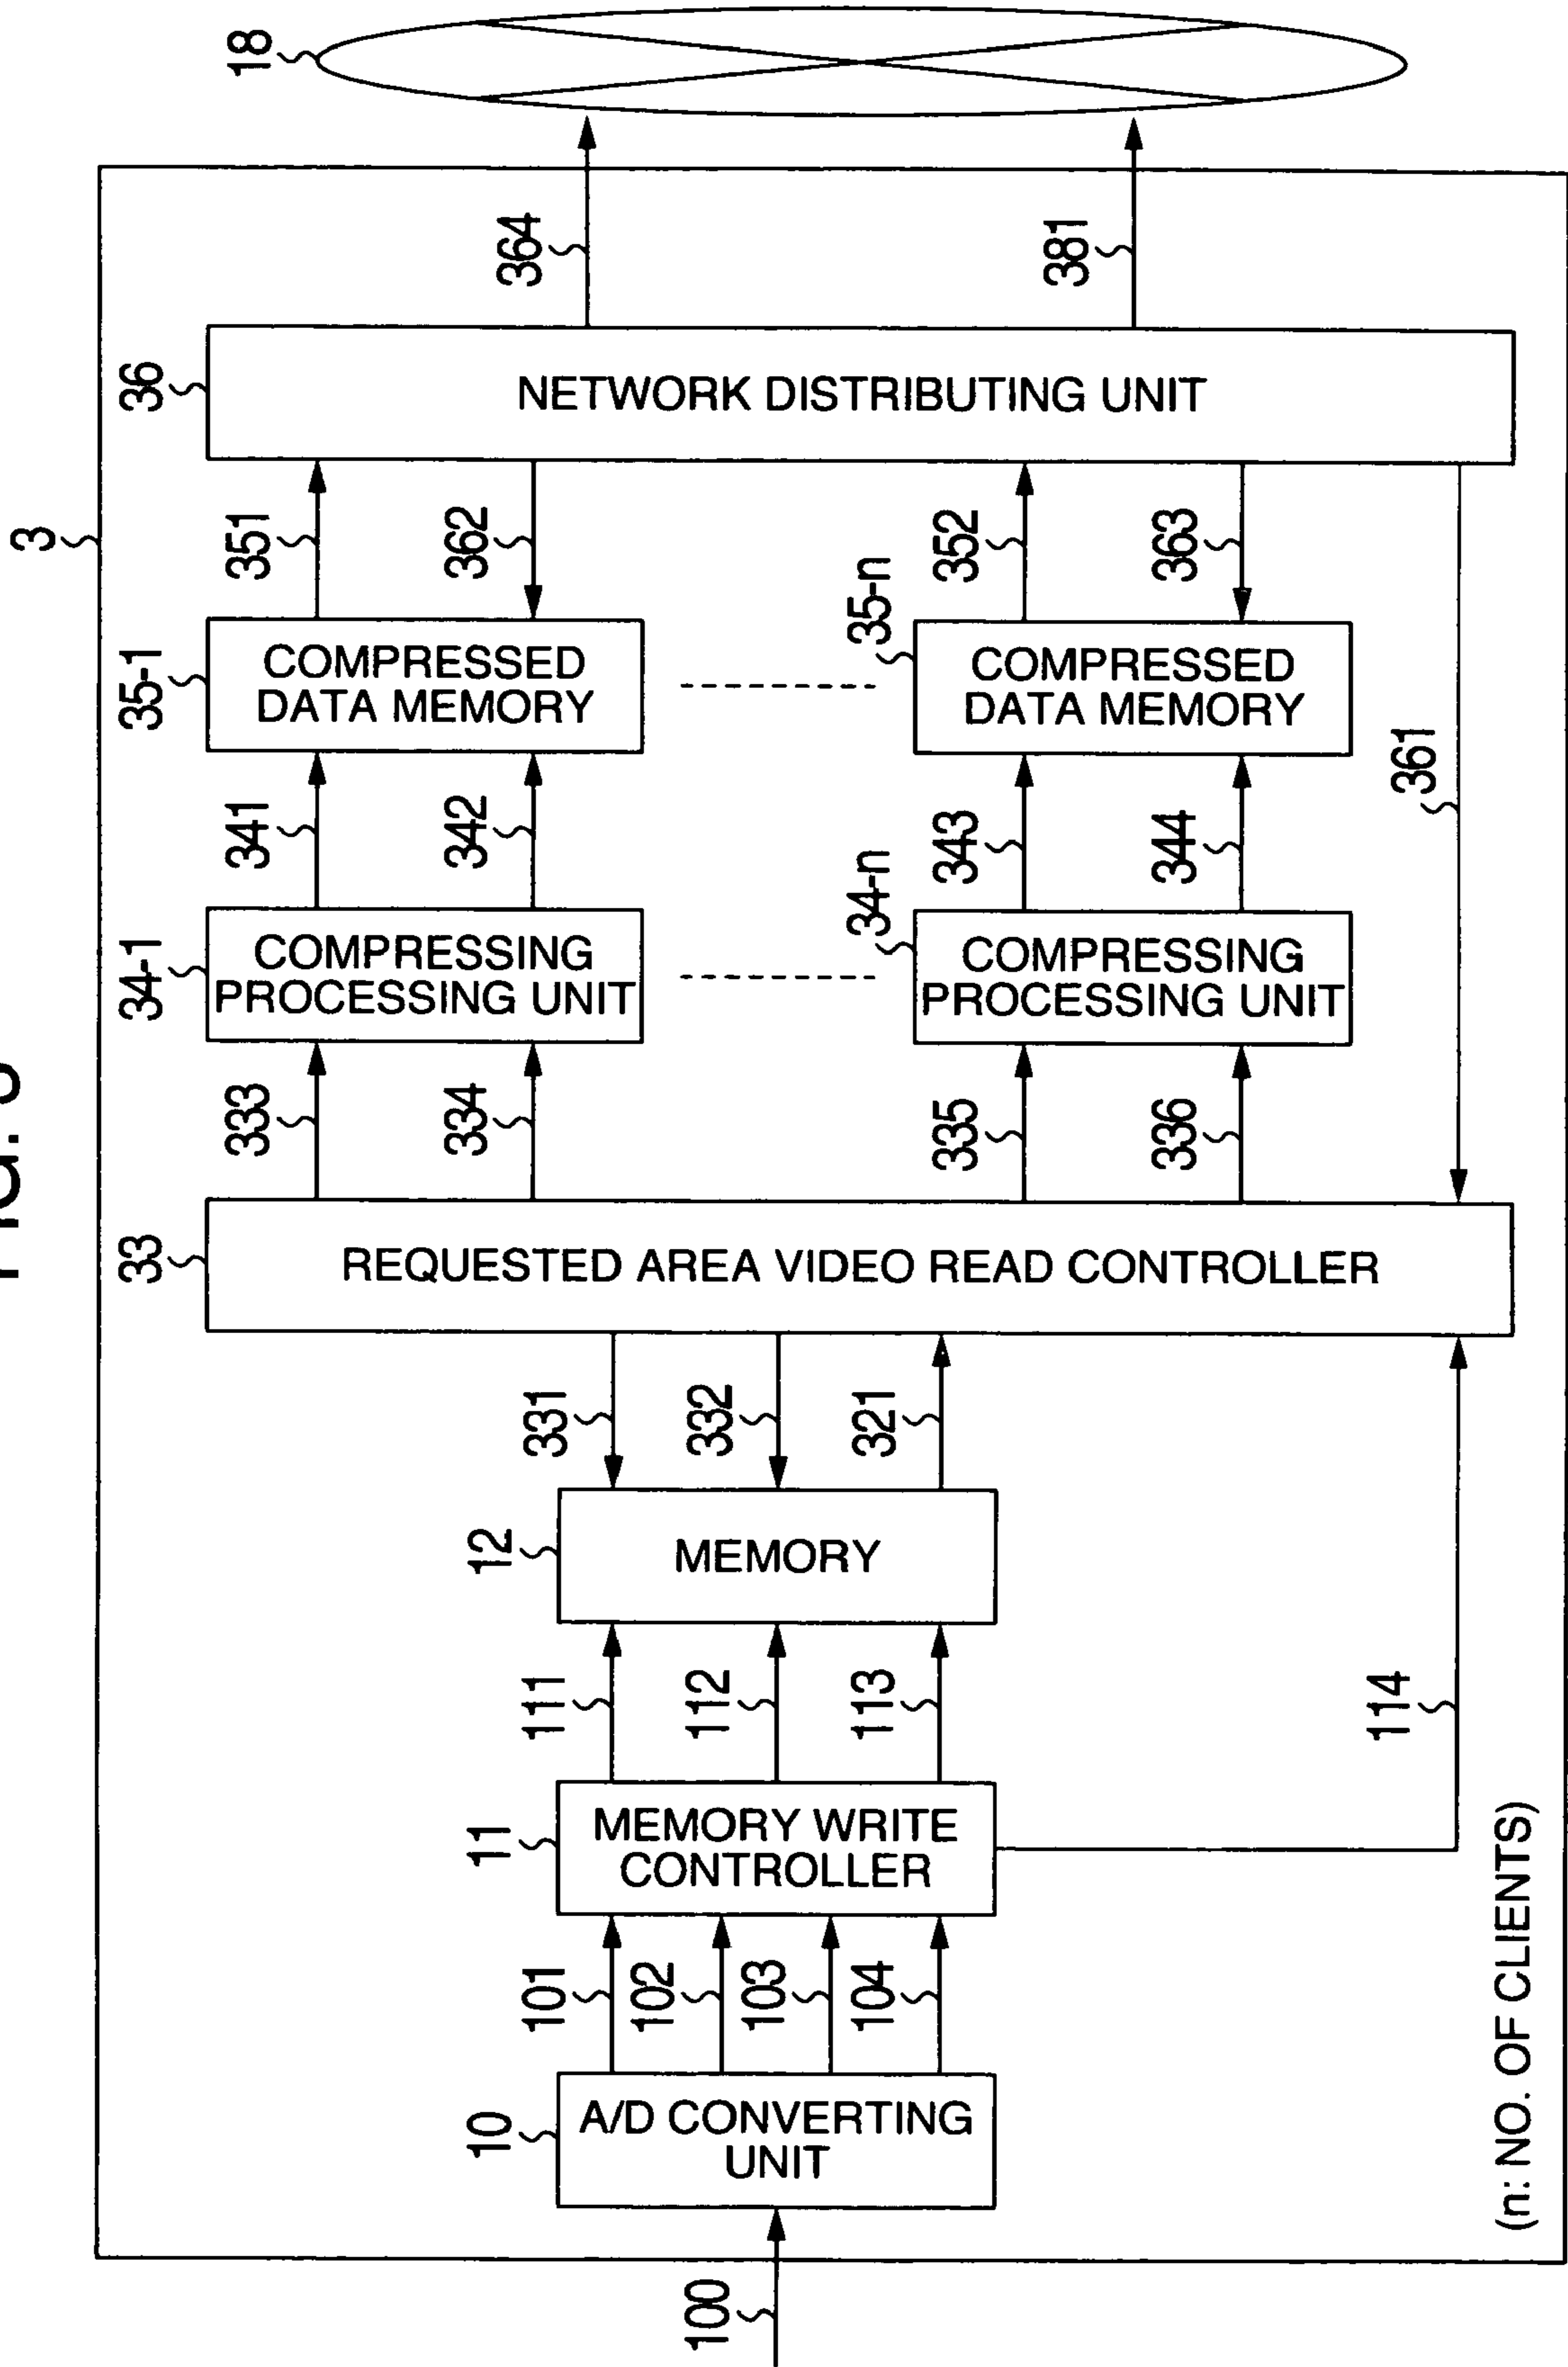 FIG.
3
33
34-1
35-1
36
18
333
341
351
334
342
362
COMPRESSING
PROCESSING UNIT
COMPRESSED
DATA MEMORY
10
11
12
364
101
111
331
102
103
104
112
113
332
321
100
A/D CONVERTING
UNIT
MEMORY WRITE
CONTROLLER
MEMORY
REQUESTED AREA VIDEO READ CONTROLLER
NETWORK DISTRIBUTING UNIT
34-n
35-n
335
343
352
COMPRESSING
PROCESSING UNIT
COMPRESSED
DATA MEMORY
381
336
344
363
114
361
(n: NO. OF CLIENTS)